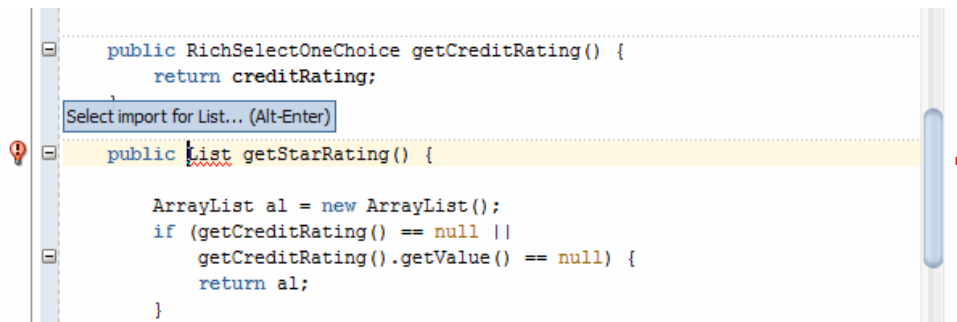 public RichSelectOneChoice getCreditRating() {
return creditRating;
}
Select import for List... (Alt-Enter)
public List getStarRating() {
ArrayList al = new ArrayList();
if (getCreditRating() == null ||
getCreditRating().getValue() == null) {
return al;
}